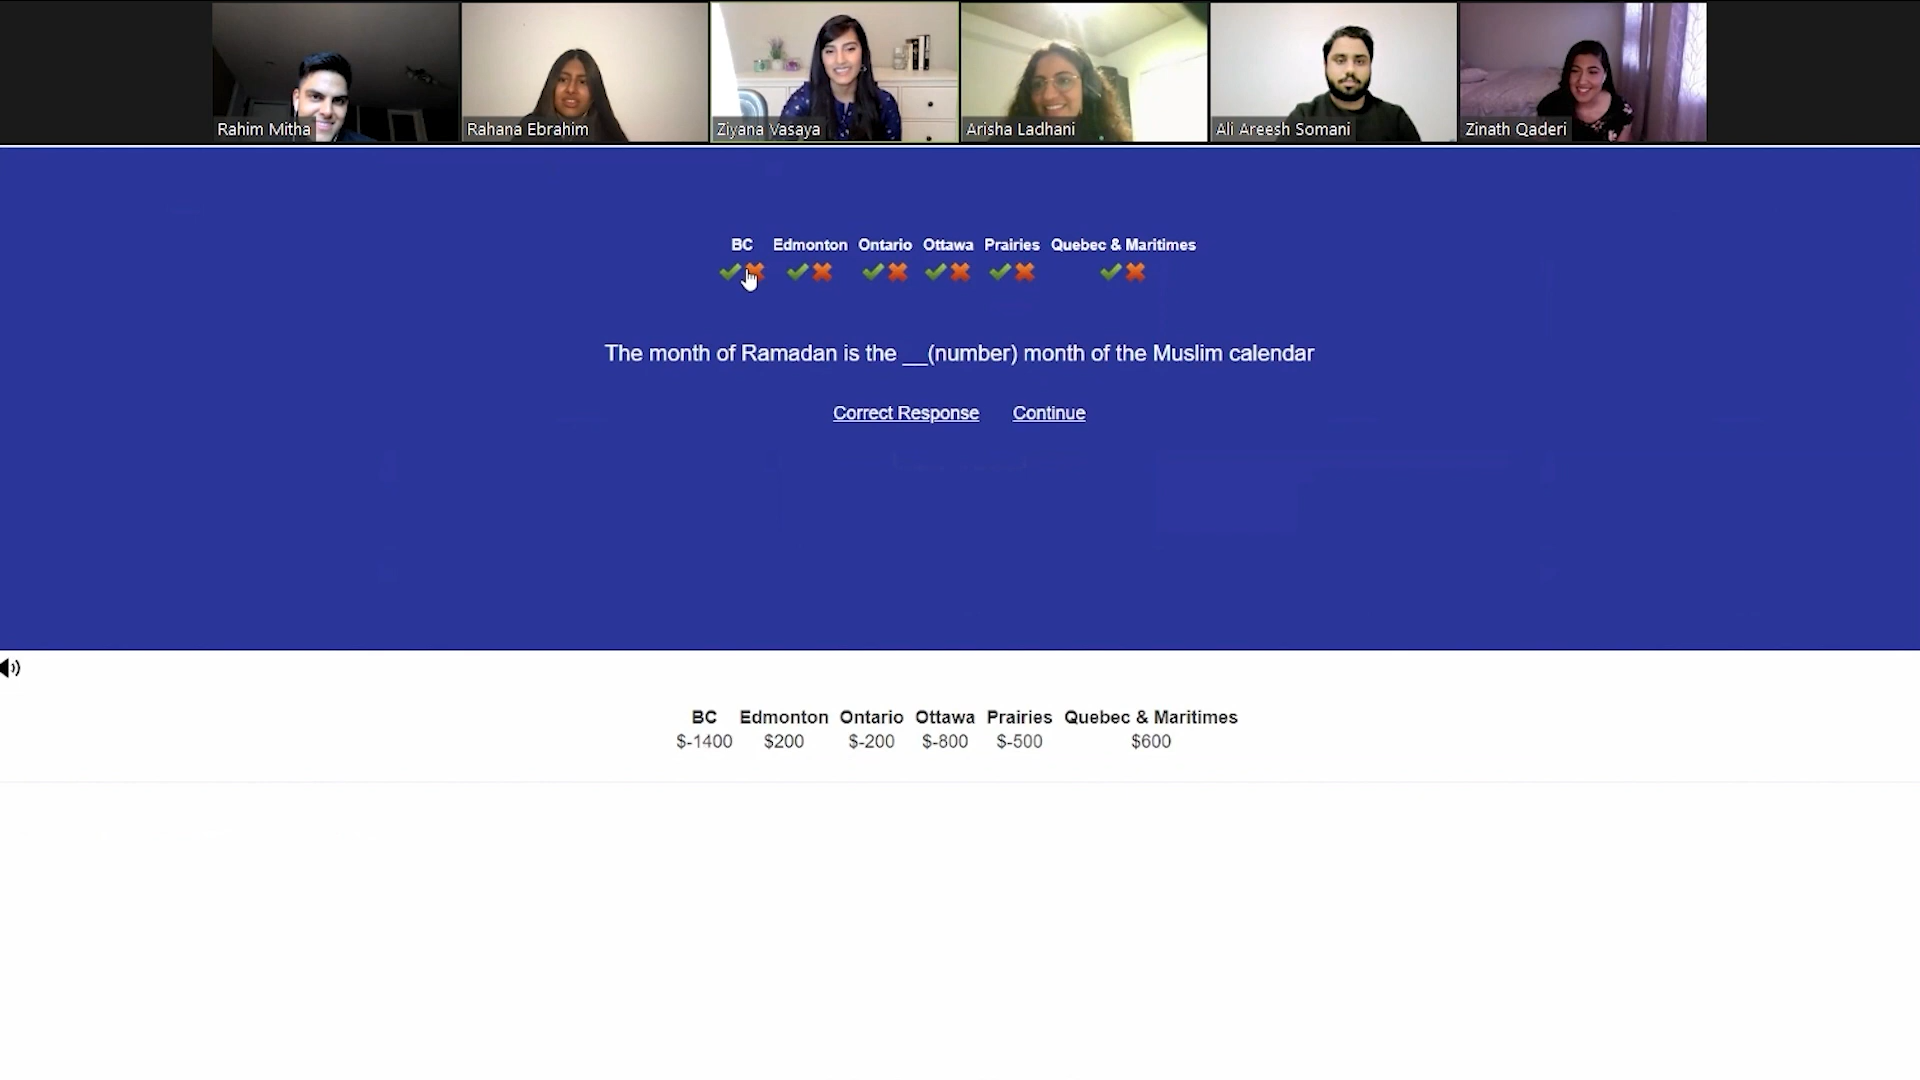 Rahim Mitha
Rahana Ebrahim
Ziyana Vasaya
Arisha Ladhani
Ali Areesh Somani
Zinath Qaderi
BC Edmonton Ontario Ottawa Prairies Quebec & Maritimes
The month of Ramadan is the __(number) month of the Muslim calendar
Correct Response Continue
BC Edmonton Ontario Ottawa Prairies Quebec & Maritimes
$-1400 $200 $-200 $-800 $-500 $600